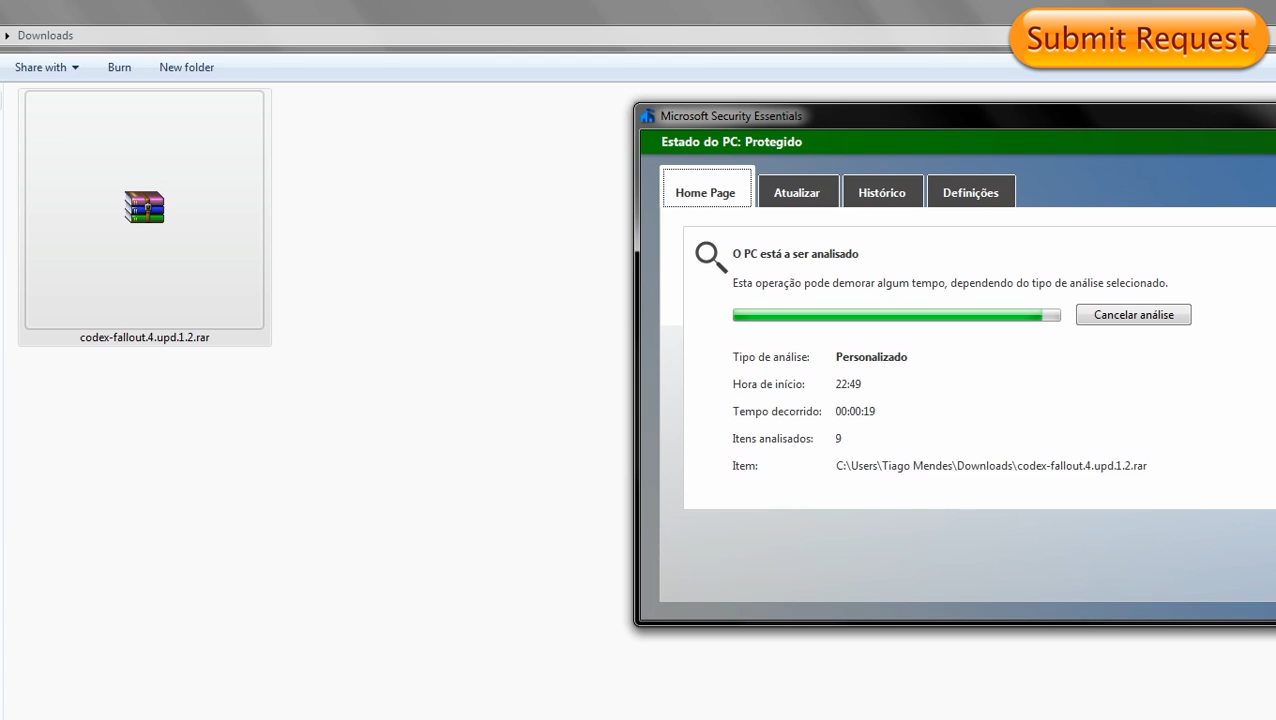 Submit Request
Downloads
Share with
Burn
New folder
codex-fallout.4.upd.1.2.rar
Microsoft Security Essentials
Estado do PC: Protegido
Home Page
Atualizar
Histórico
Definições
O PC está a ser analisado
Esta operação pode demorar algum tempo, dependendo do tipo de análise selecionado.
Cancelar análise
Tipo de análise: Personalizado
Hora de início: 22:49
Tempo decorrido: 00:00:19
Itens analisados: 9
Item: C:\Users\Tiago Mendes\Downloads\codex-fallout.4.upd.1.2.rar